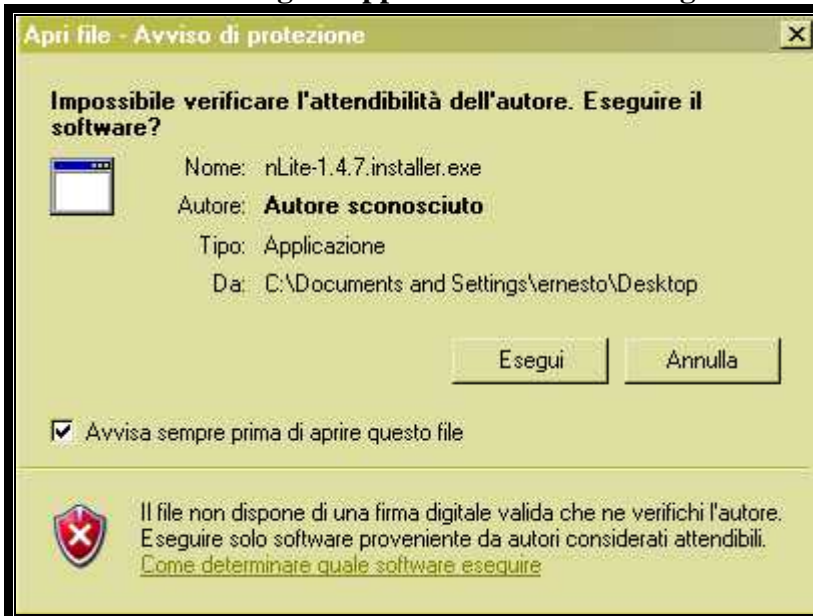 Apri file - Avviso di protezione
Impossibile verificare l'attendibilità dell'autore. Eseguire il
software?
Nome: nLite-1.4.7.installer.exe
Autore: Autore sconosciuto
Tipo: Applicazione
Da: C:\Documents and Settings\ernesto\Desktop
Esegui Annulla
Avvisa sempre prima di aprire questo file
Il file non dispone di una firma digitale valida che ne verifichi l'autore.
Eseguire solo software proveniente da autori considerati attendibili.
Come determinare quale software eseguire